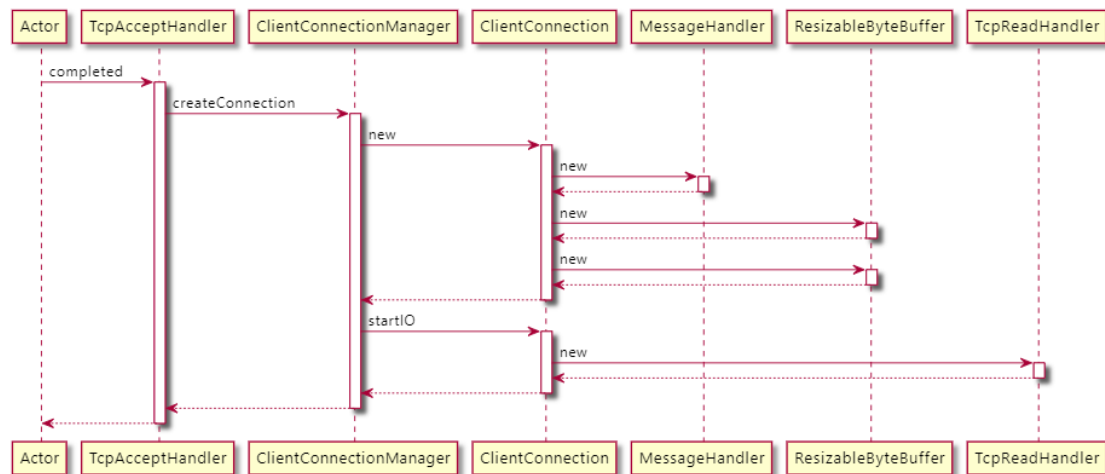 Actor TcpAcceptHandler ClientConnectionManager ClientConnection MessageHandler ResizableByteBuffer TcpReadHandler
completed
createConnection
new
new
new
new
startIO
new
Actor TcpAcceptHandler ClientConnectionManager ClientConnection MessageHandler ResizableByteBuffer TcpReadHandler